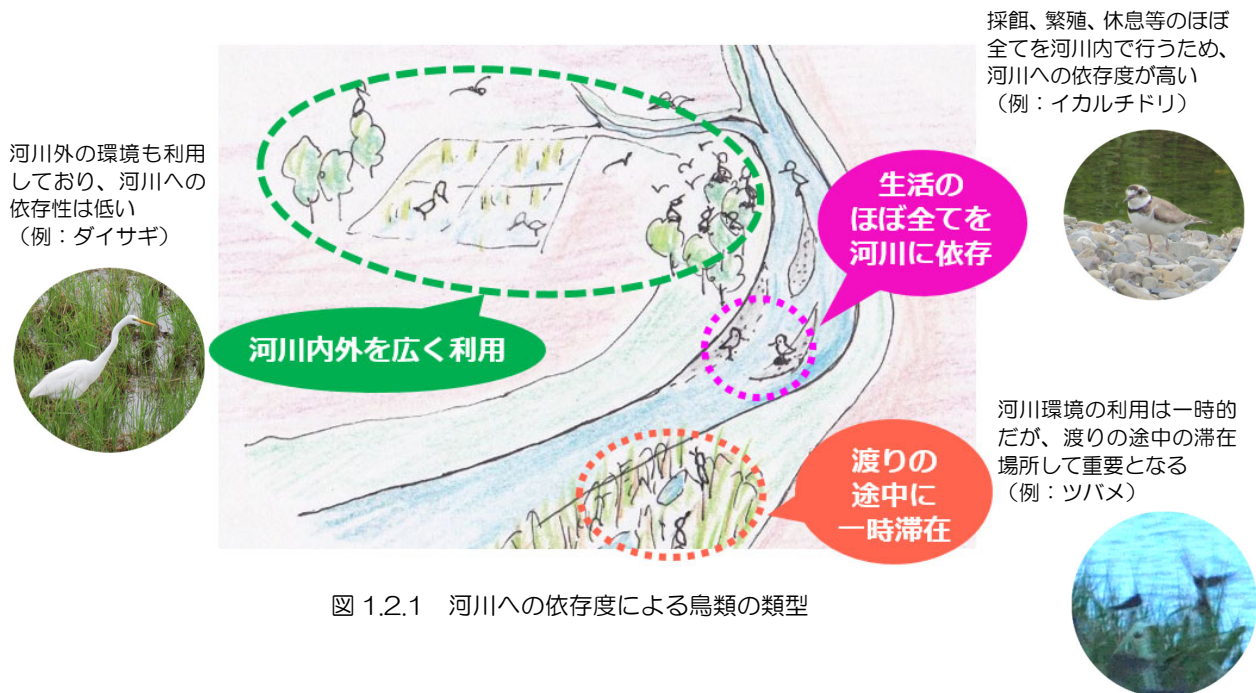 採餌、繁殖、休息等のほぼ
全てを河川内で行うため、
河川への依存度が高い
（例：イカルチドリ）
河川外の環境も利用
しており、河川への
依存性は低い
（例：ダイサギ）
生活の
ほぼ全てを
河川に依存
河川内外を広く利用
河川環境の利用は一時的
だが、渡りの途中の滞在
場所して重要となる
（例：ツバメ）
渡りの
途中に
一時滞在
図 1.2.1 河川への依存度による鳥類の類型